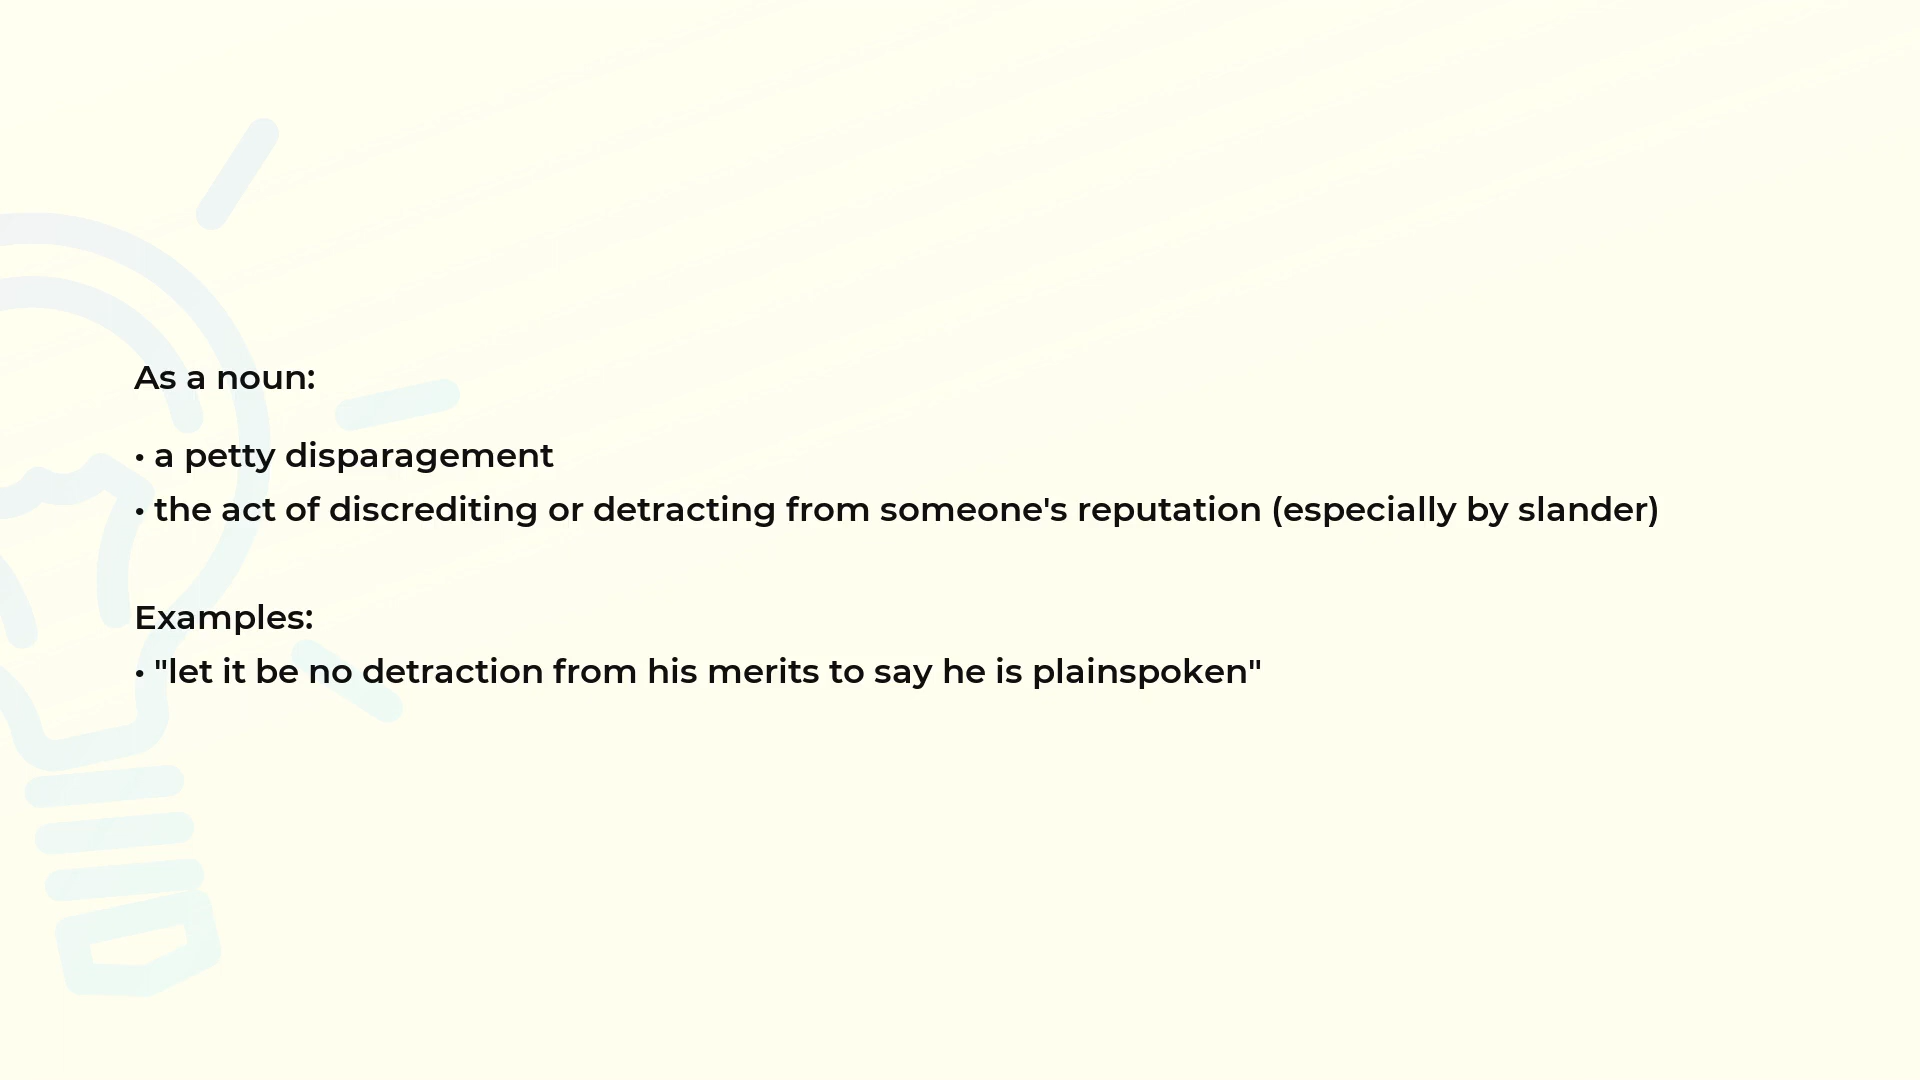 As a noun:
• a petty disparagement
• the act of discrediting or detracting from someone's reputation (especially by slander)
Examples:
• "let it be no detraction from his merits to say he is plainspoken"